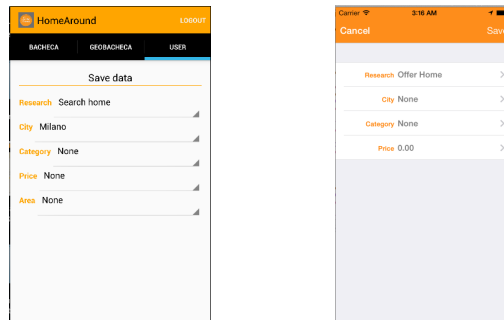 HomeAround LOGOUT
BACHECA GEOBACHECA USER
Save data
Research Search home
City Milano
Category None
Price None
Area None
Carrier 3:16 AM
Cancel Save
Research Offer Home
City None
Category None
Price 0.00